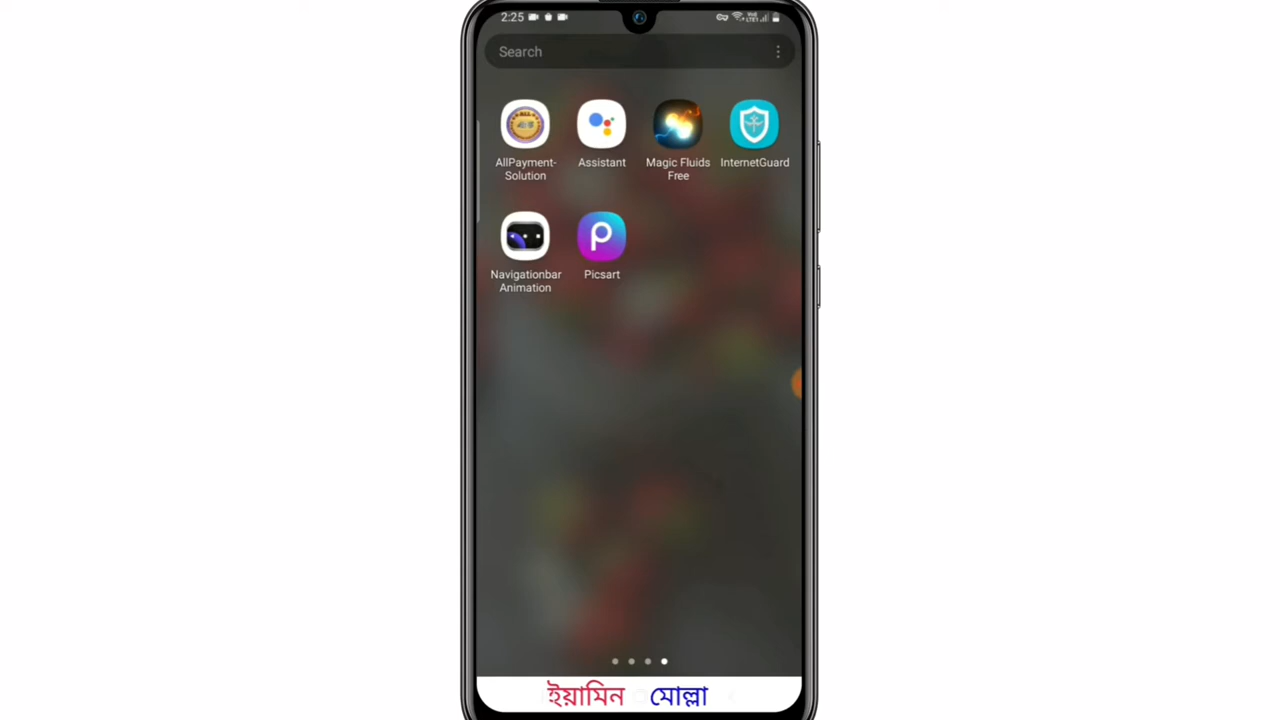 2:25
Search
AllPayment-
Solution
Assistant
Magic Fluids
Free
InternetGuard
Navigationbar
Animation
Picsart
ইয়ামিন মোল্লা